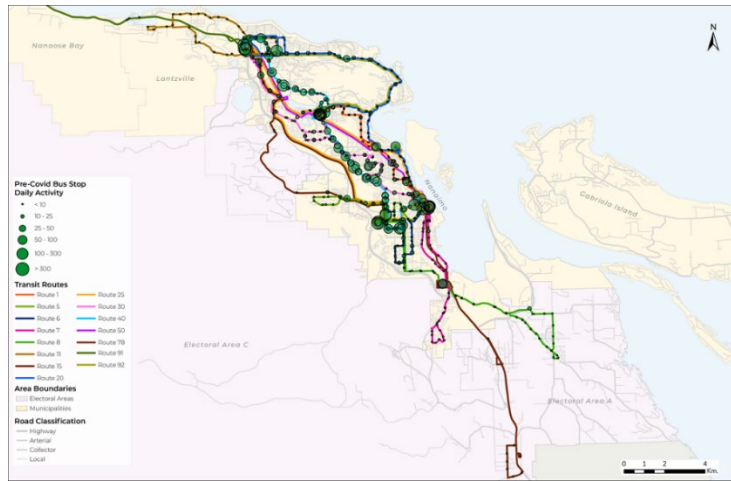 N
Nanoose Bay
Lantzville
Nanaimo
Gabriola Island
Electoral Area C
Electoral Area A
Pre-Covid Bus Stop
Daily Activity
< 10
10 - 25
25 - 50
50 - 100
100 - 300
> 300
Transit Routes
Route 1 Route 25
Route 5 Route 30
Route 6 Route 40
Route 7 Route 50
Route 8 Route 78
Route 11 Route 91
Route 15 Route 92
Route 20
Area Boundaries
Electoral Areas
Municipalities
Road Classification
Highway
Arterial
Collector
Local
0 1 2 4
Km.